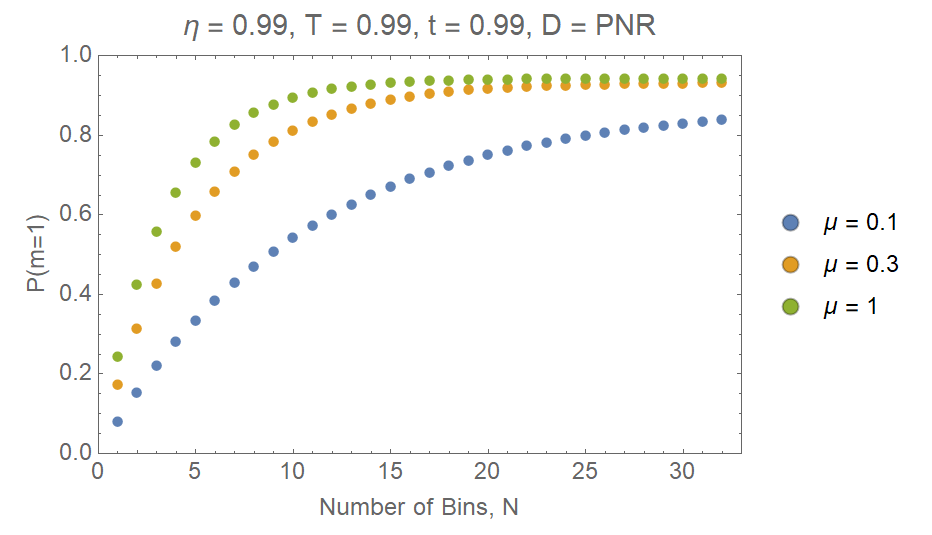 η = 0.99, T = 0.99, t = 0.99, D = PNR
1.0
0.8
0.6
0.4
0.2
0.0
P(m=1)
0 5 10 15 20 25 30
Number of Bins, N
μ = 0.1
μ = 0.3
μ = 1